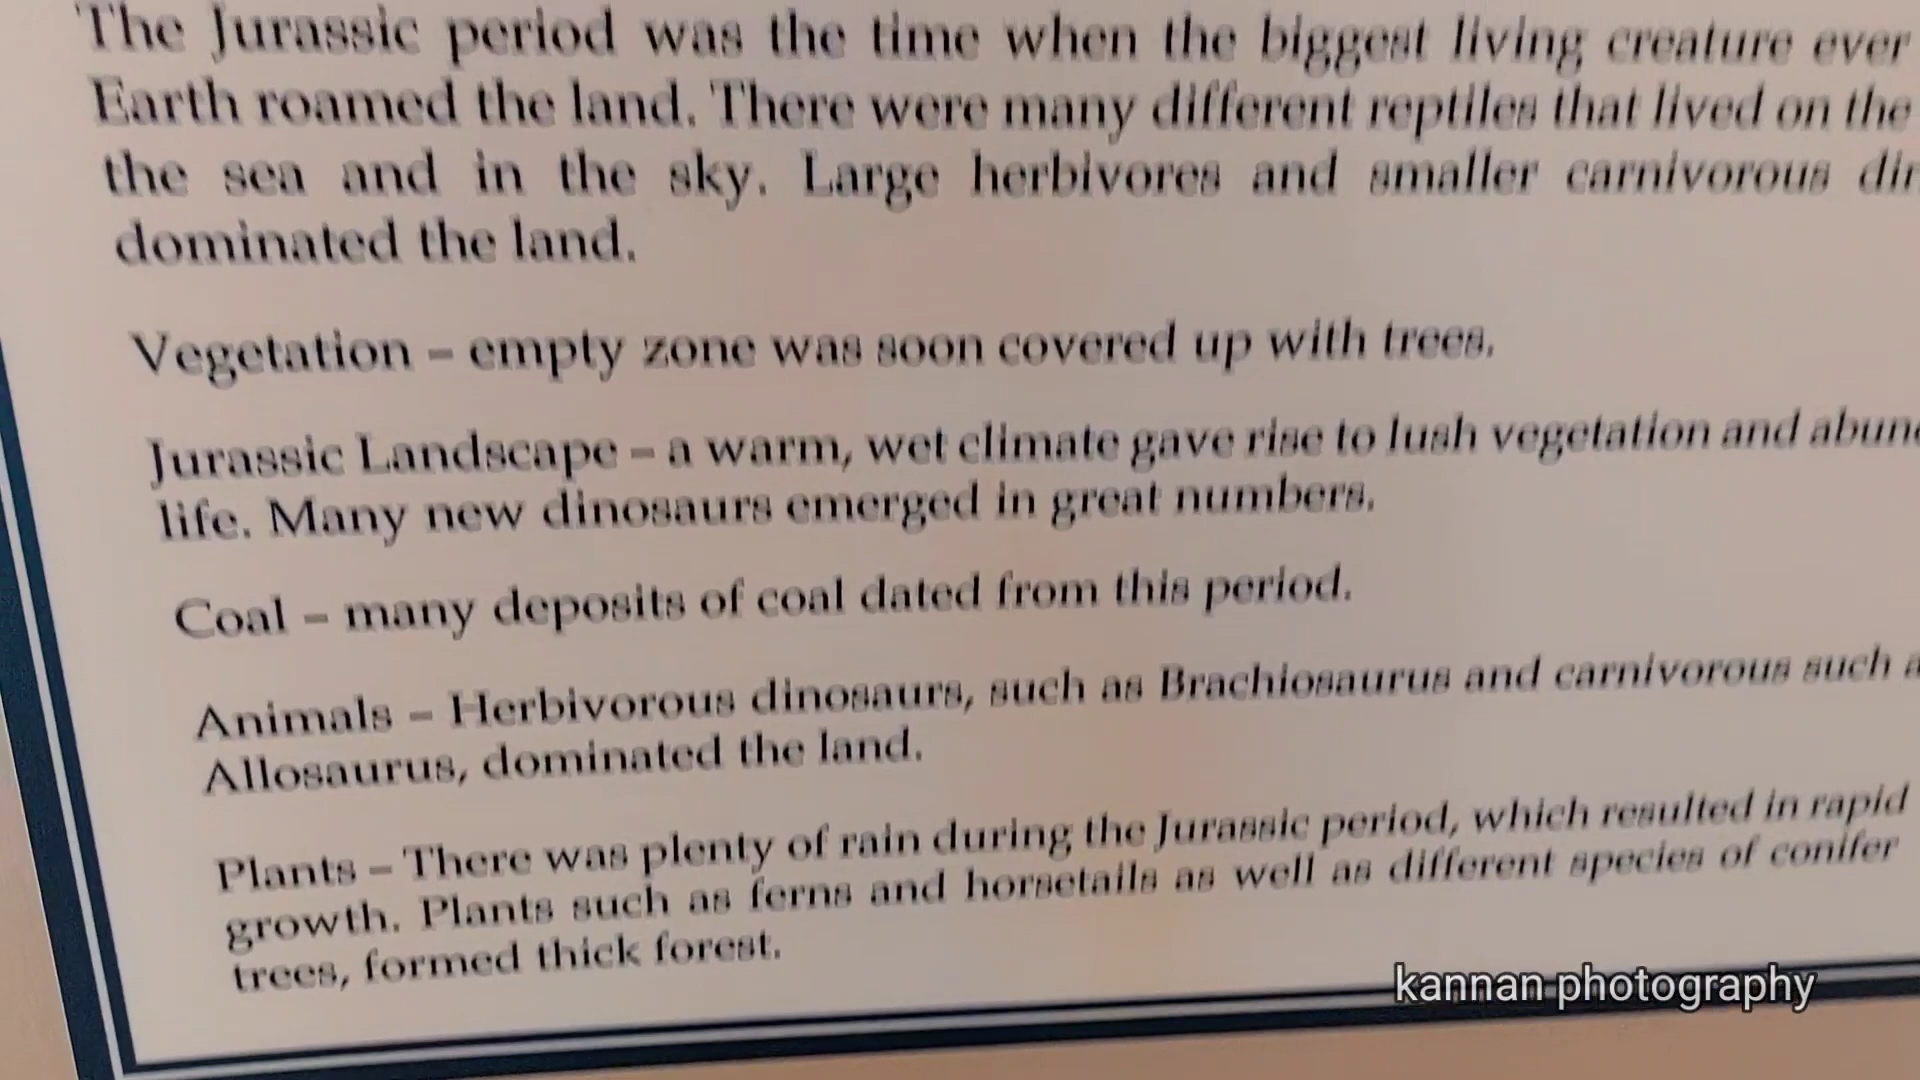 The Jurassic period was the time when the biggest living creature ever
Earth roamed the land. There were many different reptiles that lived on the
the sea and in the sky. Large herbivores and smaller carnivorous din
dominated the land.
Vegetation – empty zone was soon covered up with trees.
Jurassic Landscape – a warm, wet climate gave rise to lush vegetation and abund
life. Many new dinosaurs emerged in great numbers.
Coal – many deposits of coal dated from this period.
Animals – Herbivorous dinosaurs, such as Brachiosaurus and carnivorous such a
Allosaurus, dominated the land.
Plants – There was plenty of rain during the Jurassic period, which resulted in rapid
growth. Plants such as ferns and horsetails as well as different species of conifer
trees, formed thick forest.
kannan photography